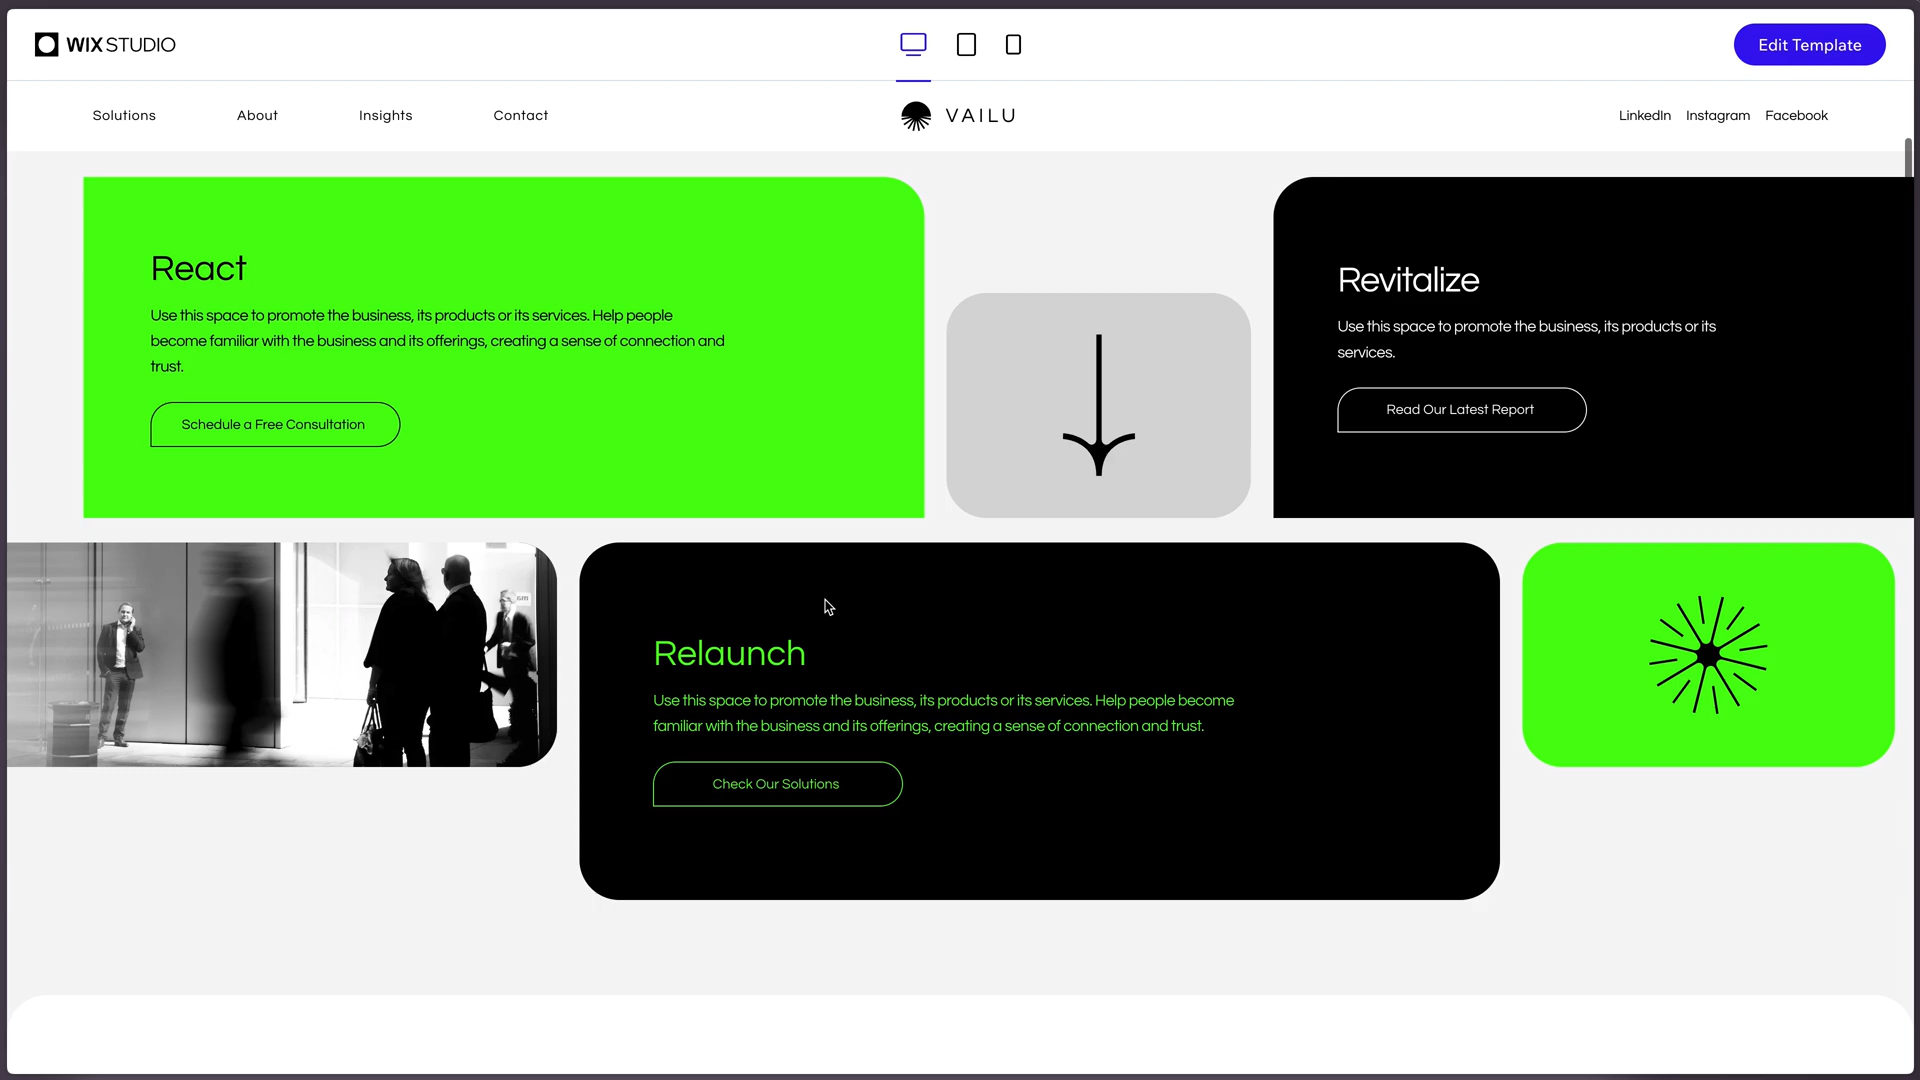 WIX STUDIO
Edit Template
Solutions
About
Insights
Contact
VAILU
LinkedIn
Instagram
Facebook
React
Use this space to promote the business, its products or its services. Help people
become familiar with the business and its offerings, creating a sense of connection and
trust.
Schedule a Free Consultation
Revitalize
Use this space to promote the business, its products or its
services.
Read Our Latest Report
Relaunch
Use this space to promote the business, its products or its services. Help people become
familiar with the business and its offerings, creating a sense of connection and trust.
Check Our Solutions